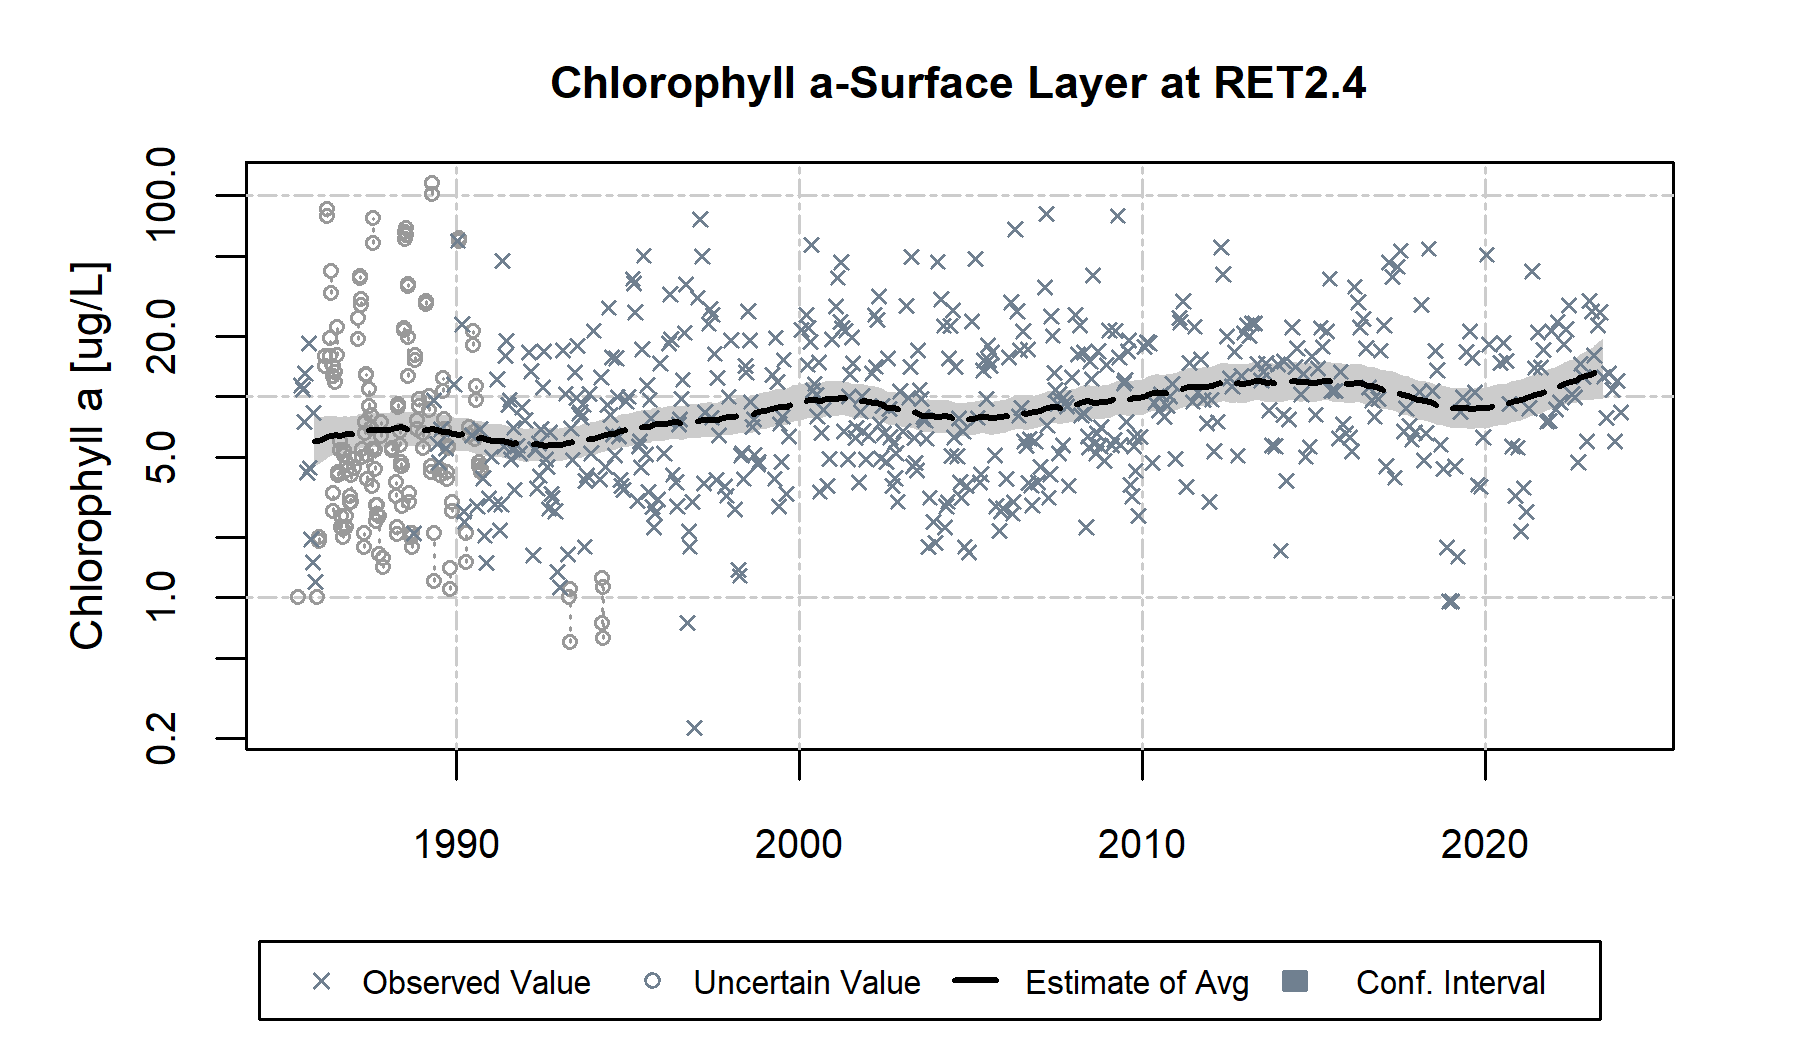 Chlorophyll a-Surface Layer at RET2.4
Chlorophyll a [ug/L]
100.0
20.0
5.0
1.0
0.2
1990 2000 2010 2020
Observed Value Uncertain Value Estimate of Avg Conf. Interval